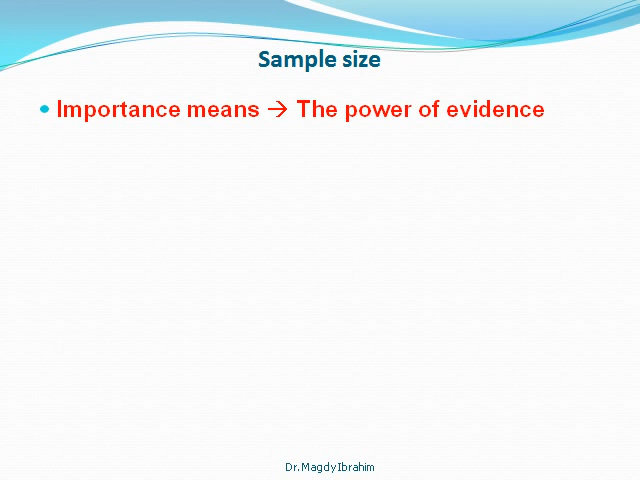 Sample size
• Importance means → The power of evidence
Dr. Magdy Ibrahim